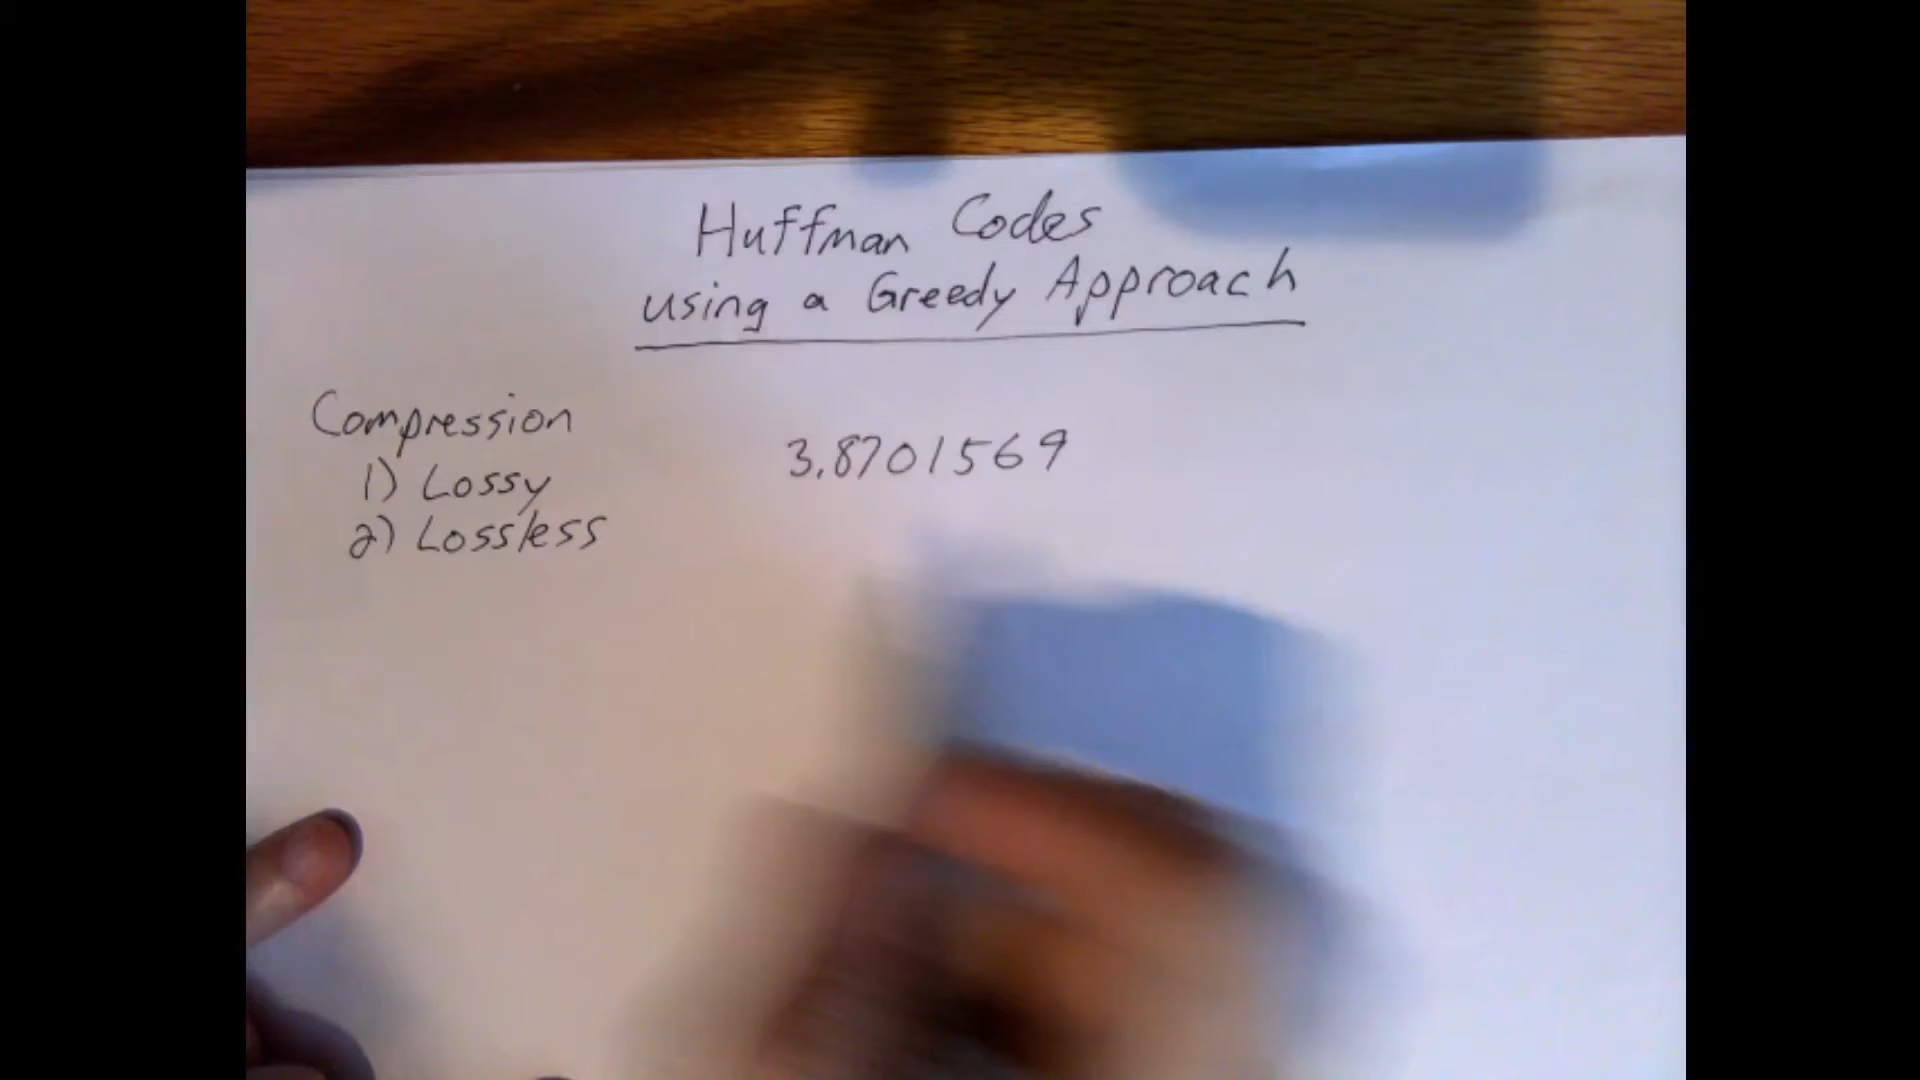 Huffman Codes
using a Greedy Approach
Compression
1) Lossy
2) Lossless
3.8701569